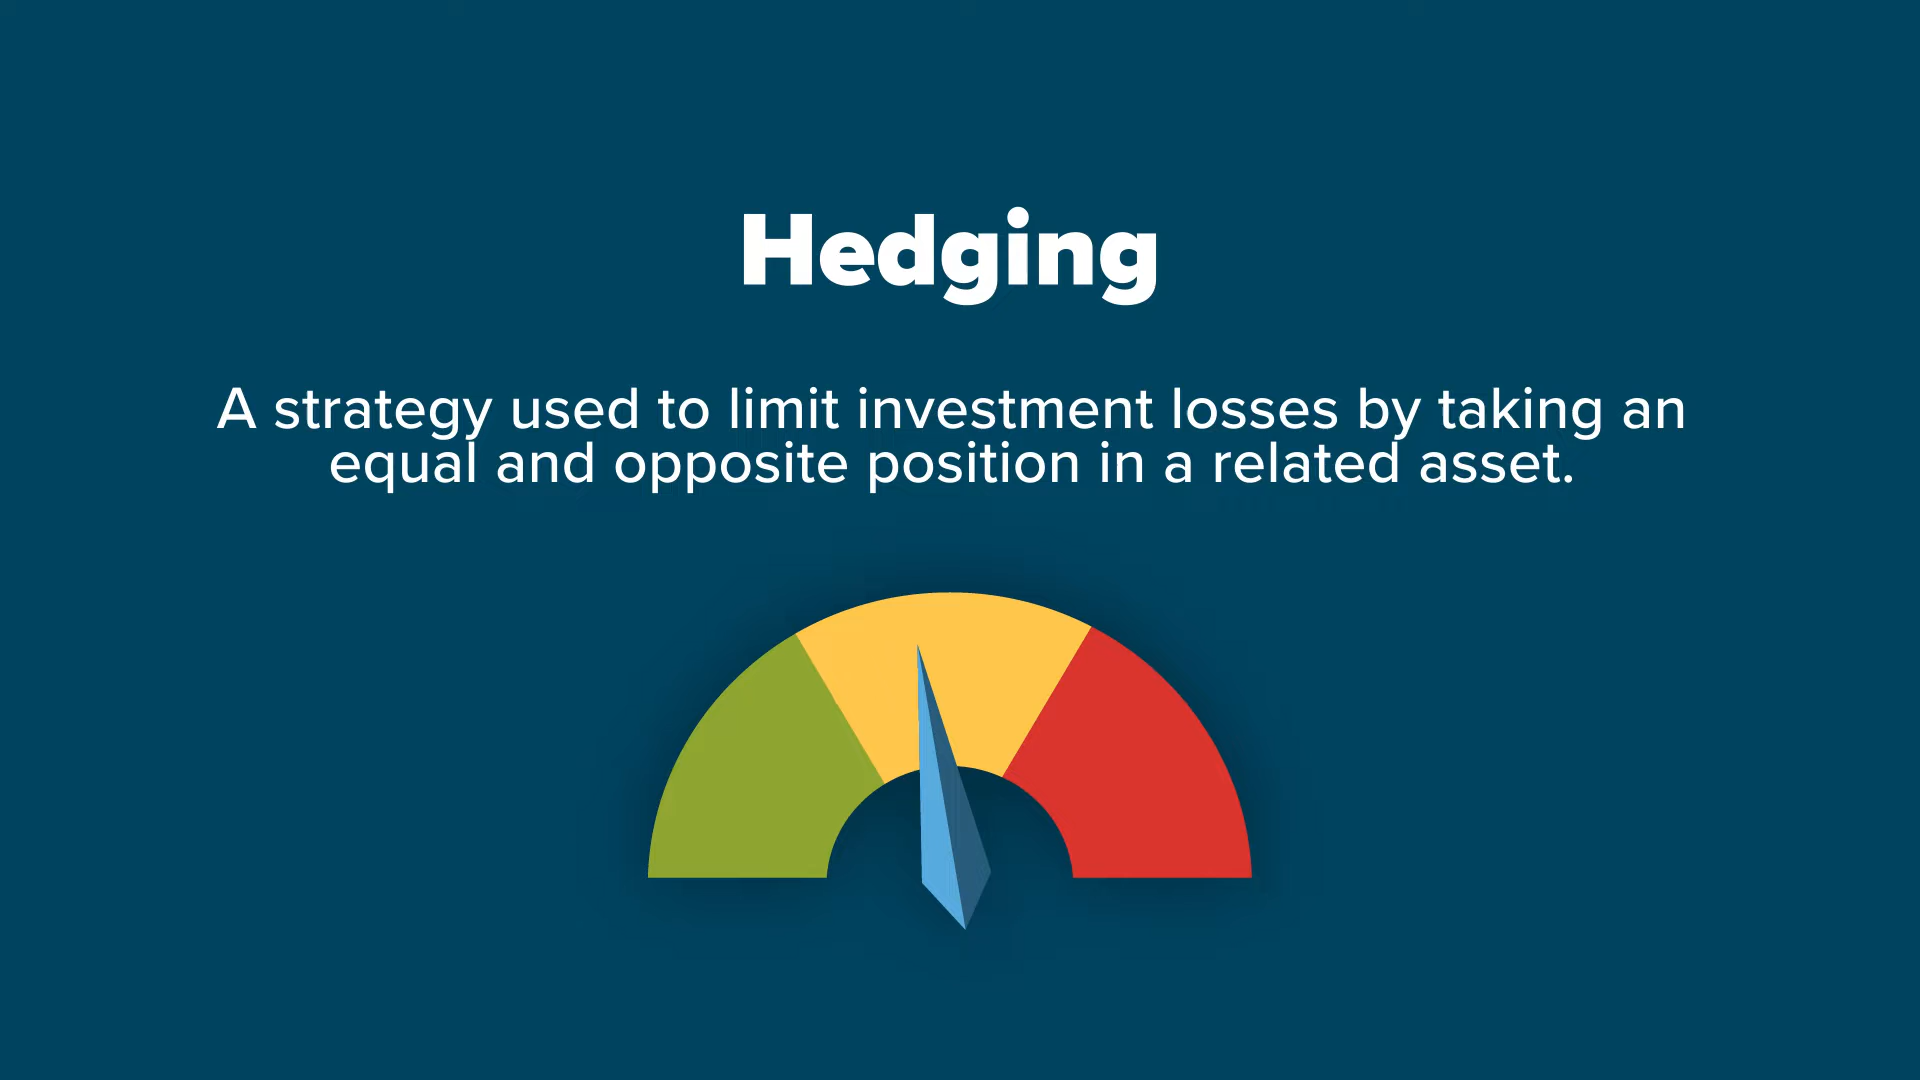 Hedging
A strategy used to limit investment losses by taking an
equal and opposite position in a related asset.